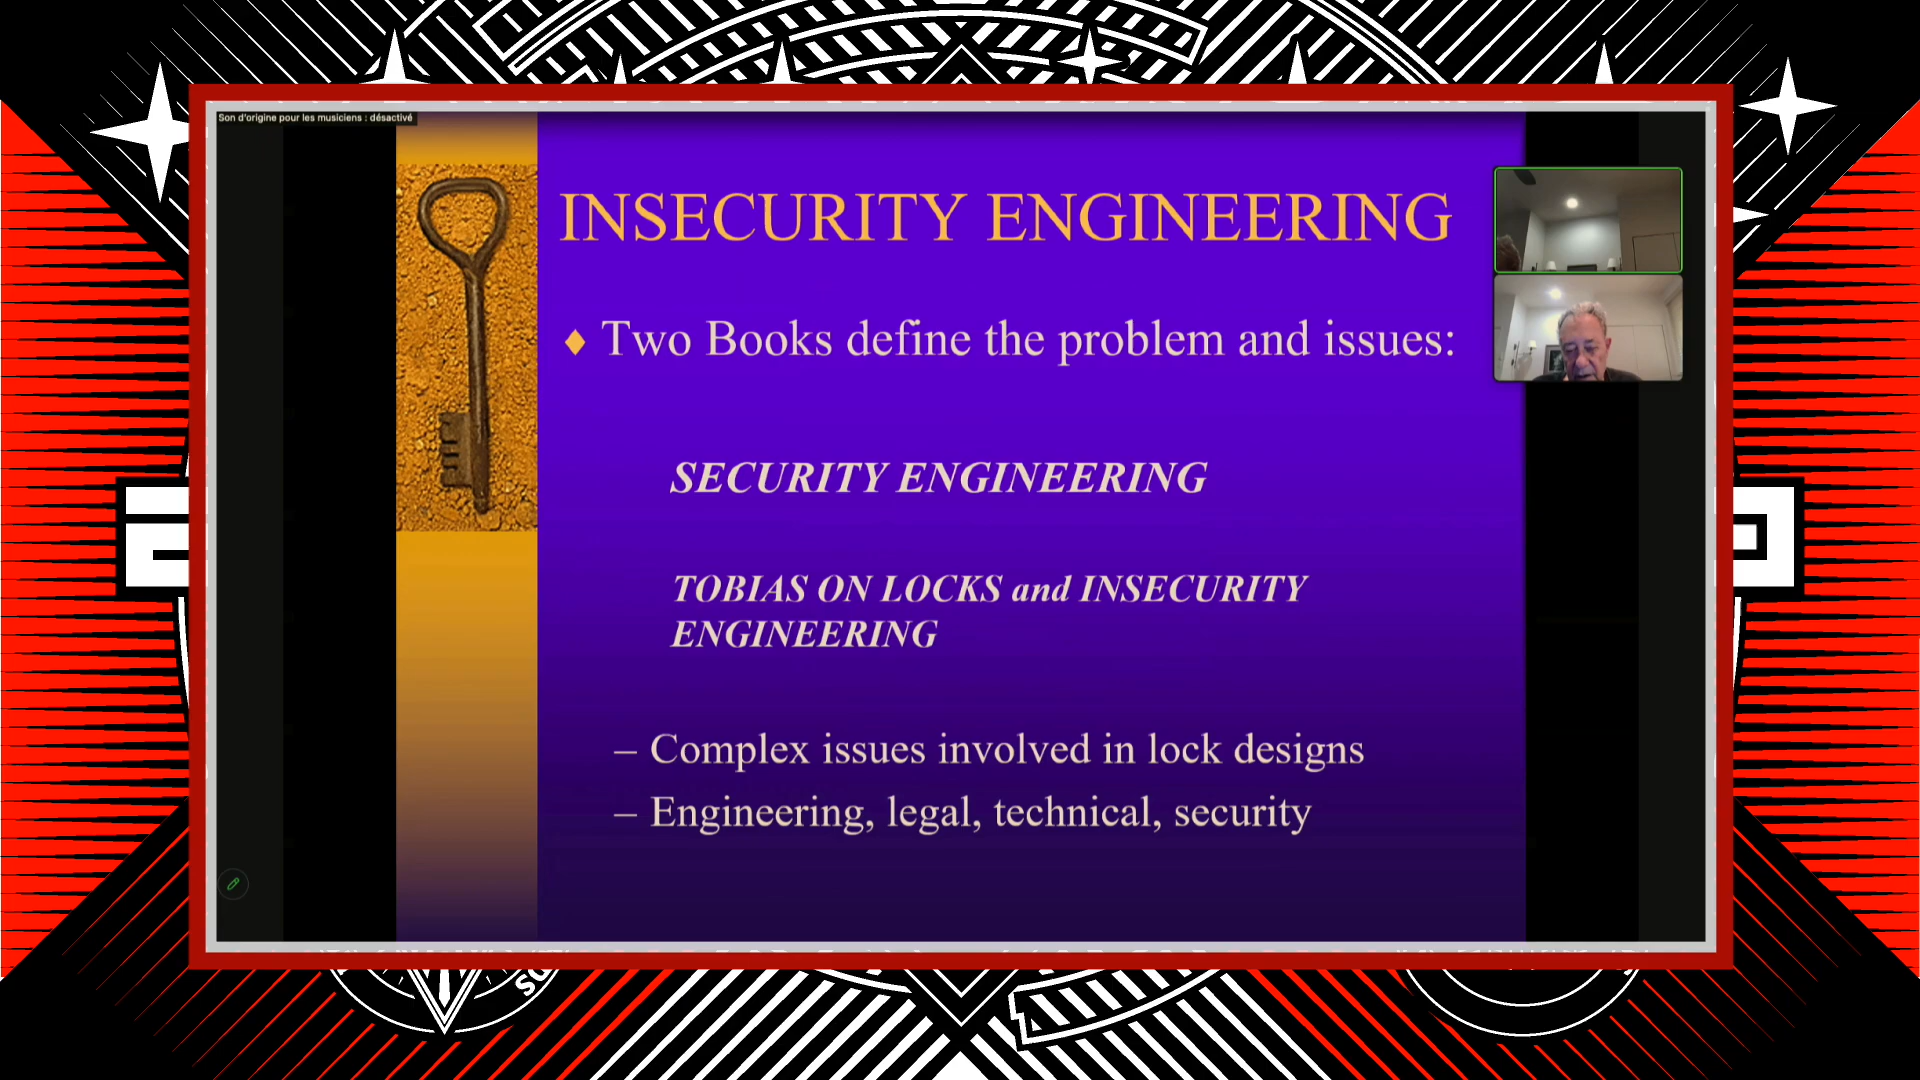 Son d'origine pour les musiciens : désactivé
INSECURITY ENGINEERING
Two Books define the problem and issues:
SECURITY ENGINEERING
TOBIAS ON LOCKS and INSECURITY
ENGINEERING
– Complex issues involved in lock designs
– Engineering, legal, technical, security